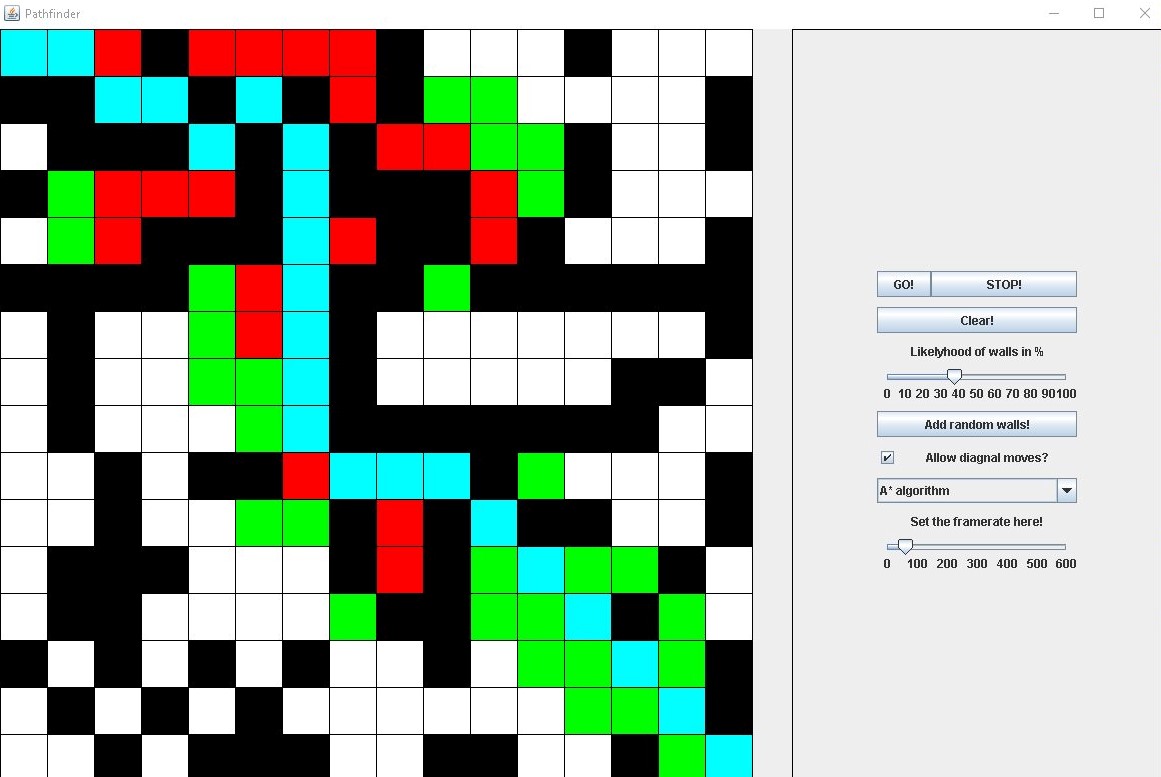 Pathfinder
GO! STOP!
Clear!
Likelyhood of walls in %
0 10 20 30 40 50 60 70 80 90100
Add random walls!
Allow diagnal moves?
A* algorithm
Set the framerate here!
0 100 200 300 400 500 600